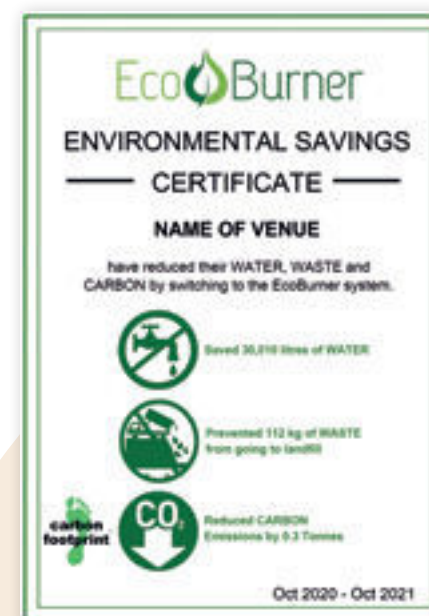 EcoBurner
ENVIRONMENTAL SAVINGS
CERTIFICATE
NAME OF VENUE
have reduced their WATER, WASTE and
CARBON by switching to the EcoBurner system.
Saved 30,010 litres of WATER
Prevented 112 kg of WASTE
from going to landfill
CO₂
carbon
footprint
Reduced CARBON
Emissions by 0.3 Tonnes
Oct 2020 - Oct 2021